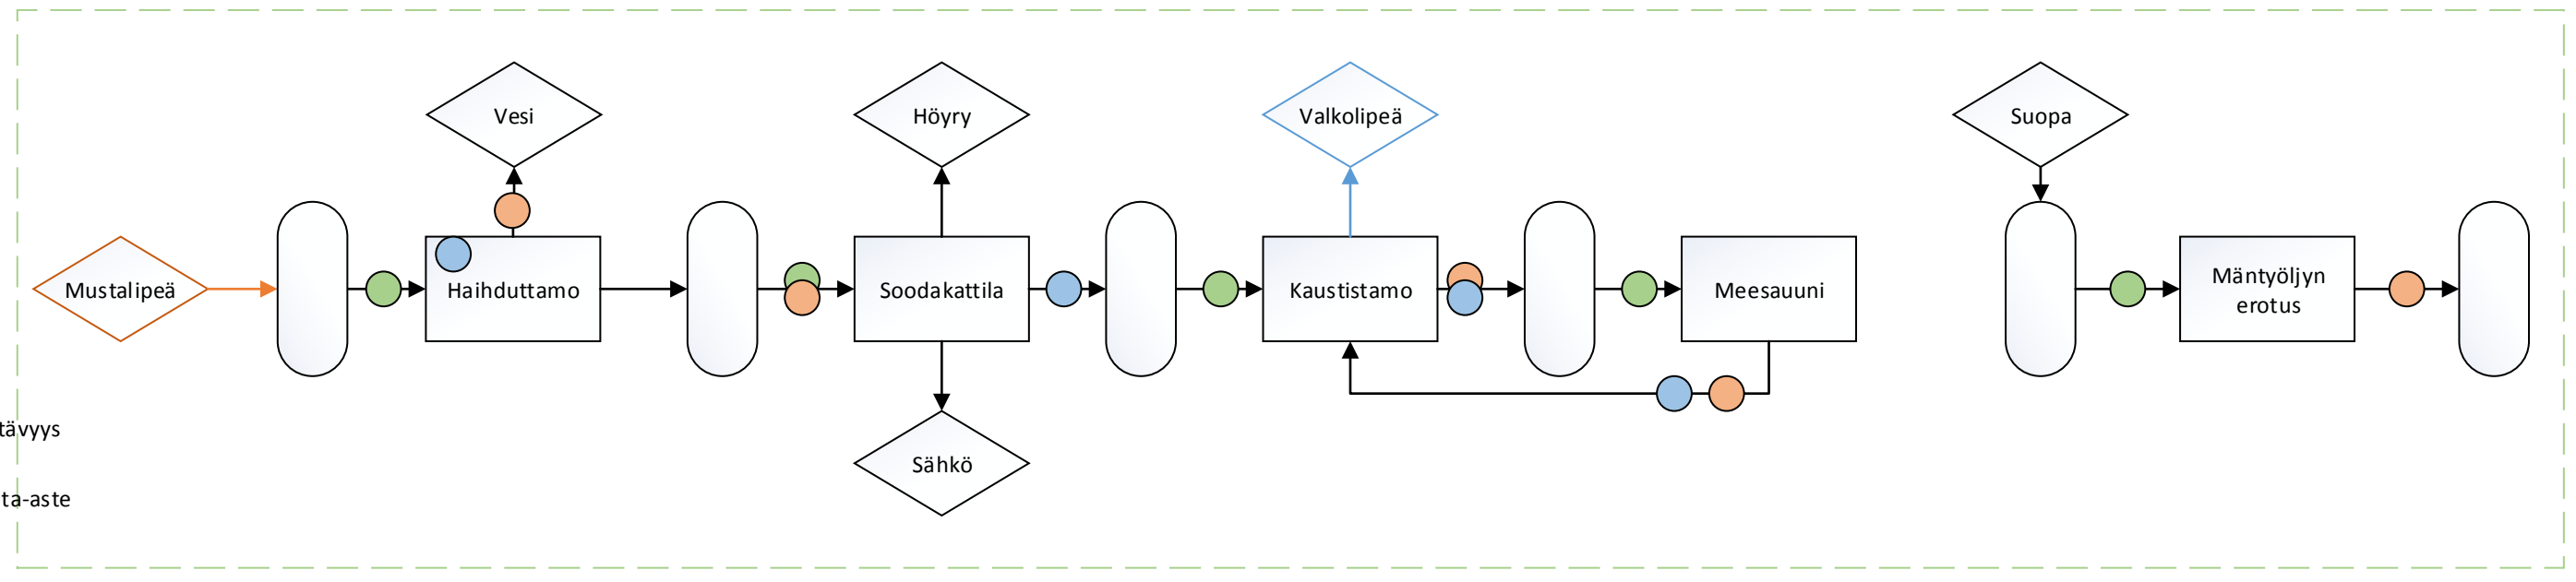 Vesi
Höyry
Valkolipeä
Suopa
Mustalipeä
Haihduttamo
Soodakattila
Kaustistamo
Meesauuni
Mäntyöljyn
erotus
Sähkö
tävyys
ta-aste